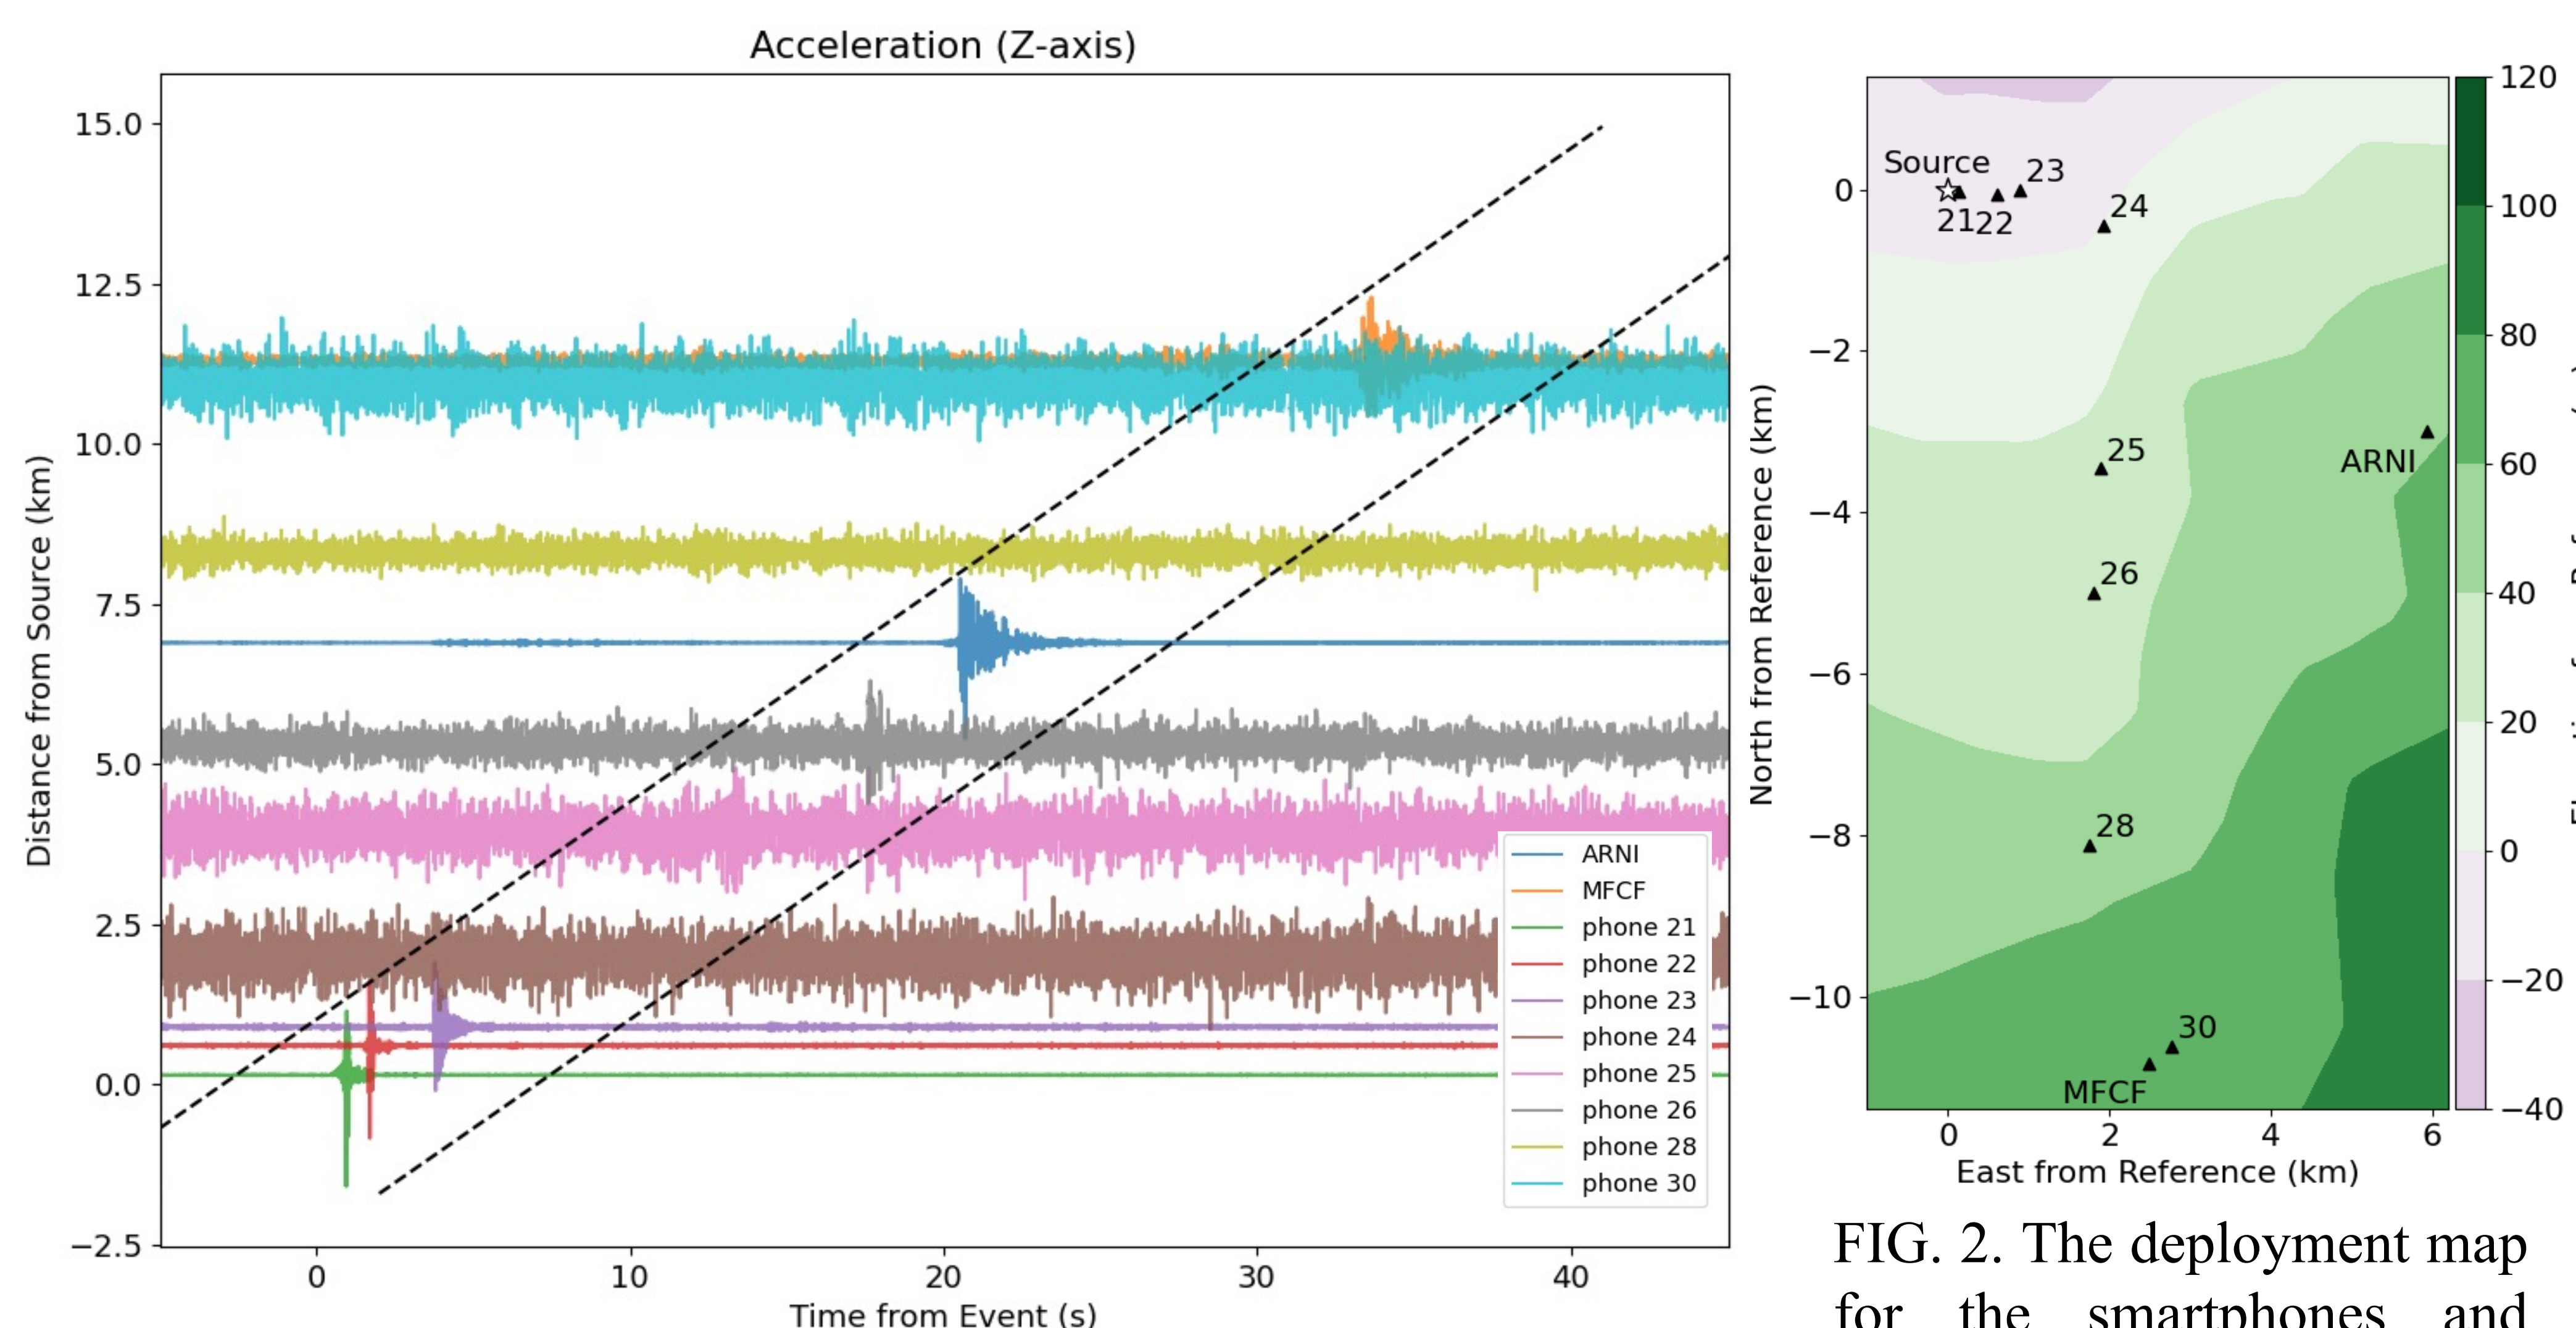 Acceleration (Z-axis)
15.0
12.5
10.0
7.5
5.0
2.5
0.0
−2.5
Distance from Source (km)
0
10
20
30
40
Time from Event (s)
ARNI
MFCF
phone 21
phone 22
phone 23
phone 24
phone 25
phone 26
phone 28
phone 30
North from Reference (km)
0
−2
−4
−6
−8
−10
Source
23
2122
24
25
ARNI
26
28
30
MFCF
0
2
4
6
East from Reference (km)
120
100
80
60
40
20
0
−20
−40
FIG. 2. The deployment map
for the smartphones and